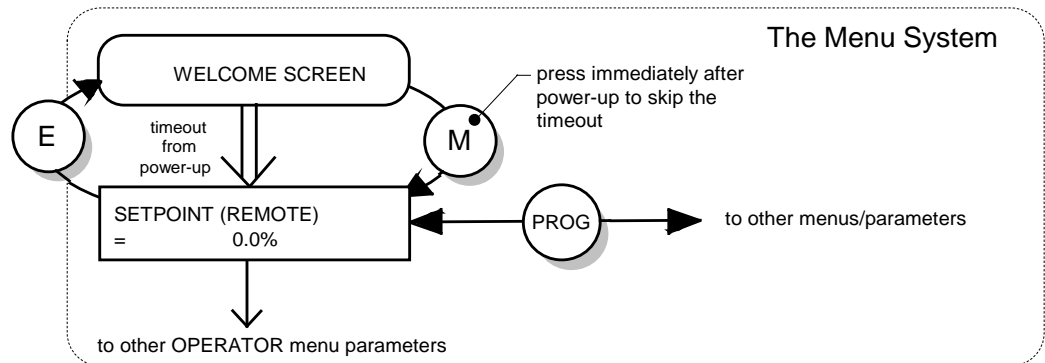 The Menu System
WELCOME SCREEN
press immediately after
power-up to skip the
timeout
E
timeout
from
power-up
M
SETPOINT (REMOTE)
= 0.0%
PROG
to other menus/parameters
to other OPERATOR menu parameters